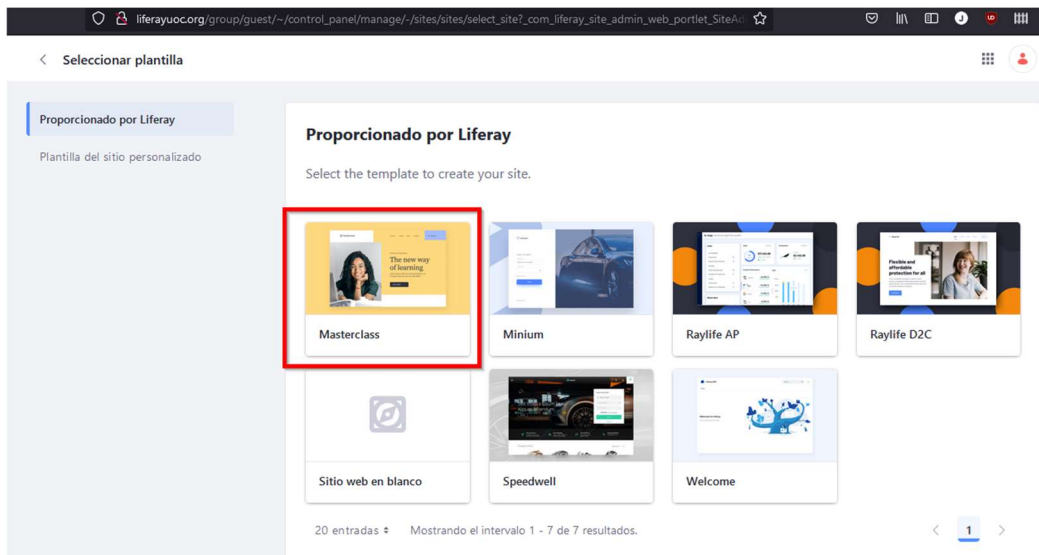 liferayuoc.org/group/guest/~/control_panel/manage/-/sites/sites/select_site?_com_liferay_site_admin_web_portlet_SiteAd
Seleccionar plantilla
Proporcionado por Liferay
Plantilla del sitio personalizado
Proporcionado por Liferay
Select the template to create your site.
The new way
of learning
Flexible and
affordable
protection for all
Masterclass
Minium
Raylife AP
Raylife D2C
Sitio web en blanco
Speedwell
Welcome
20 entradas
Mostrando el intervalo 1 - 7 de 7 resultados.
1